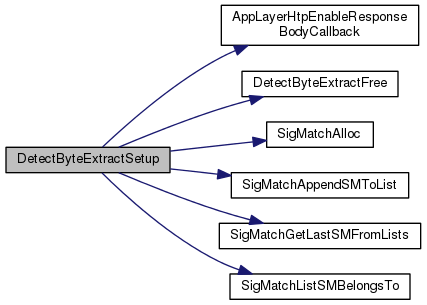 AppLayerHtpEnableResponse
BodyCallback
DetectByteExtractFree
SigMatchAlloc
DetectByteExtractSetup
SigMatchAppendSMToList
SigMatchGetLastSMFromLists
SigMatchListSMBelongsTo